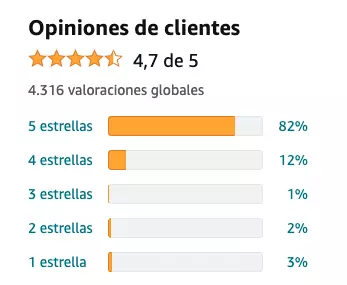 Opiniones de clientes
4,7 de 5
4.316 valoraciones globales
5 estrellas 82%
4 estrellas 12%
3 estrellas 1%
2 estrellas 2%
1 estrella 3%